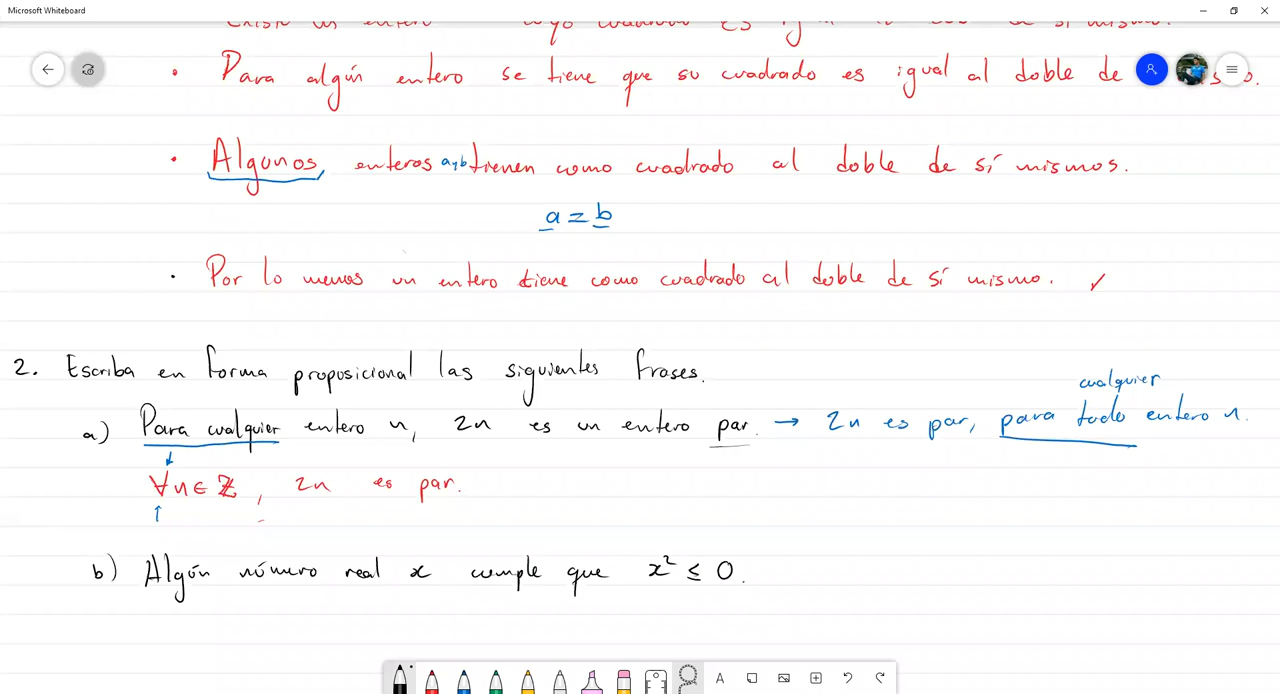 Microsoft Whiteboard
• Para algún entero se tiene que su cuadrado es igual al doble de
• Algunos enteros a y b tienen como cuadrado al doble de sí mismos.
a = b
• Por lo menos un entero tiene como cuadrado al doble de sí mismo. ✓
2. Escriba en forma proposicional las siguientes frases.
cualquier
a) Para cualquier entero n, 2n es un entero par. → 2n es par, para todo entero n.
∀n ∈ ℤ, 2n es par.
b) Algún número real x cumple que x² ≤ 0.